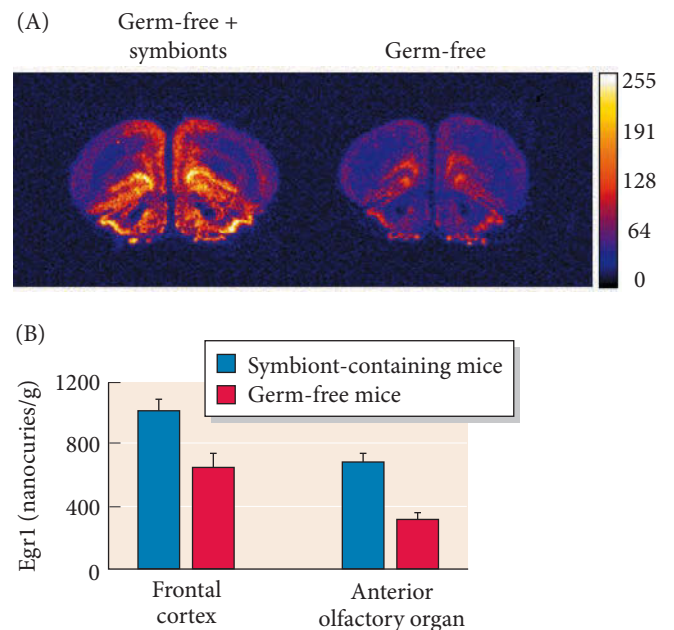 (A)
Germ-free +
symbionts
Germ-free
255
191
128
64
0
(B)
Symbiont-containing mice
Germ-free mice
1200
800
400
0
Egr1 (nanocuries/g)
Frontal
cortex
Anterior
olfactory organ